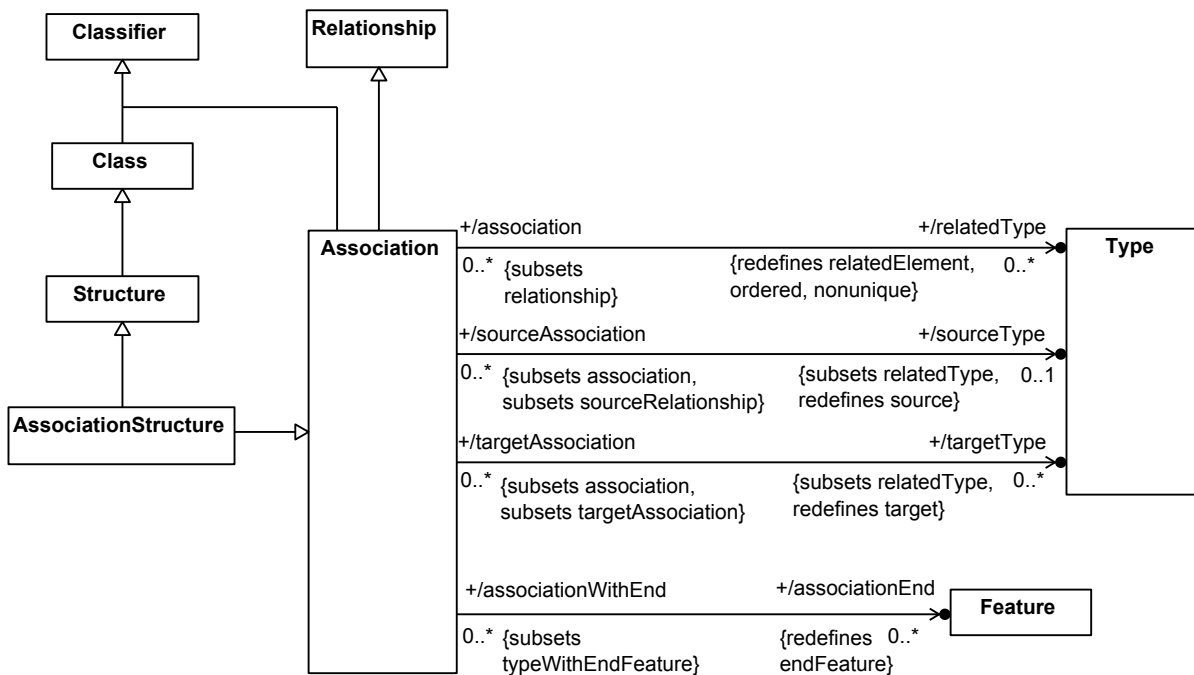 Classifier
Relationship
Class
Structure
AssociationStructure
Association
Type
+/association
+/relatedType
0..*
{subsets
relationship}
{redefines relatedElement,
ordered, nonunique}
0..*
+/sourceAssociation
+/sourceType
0..*
{subsets association,
subsets sourceRelationship}
{subsets relatedType,
redefines source}
0..1
+/targetAssociation
+/targetType
0..*
{subsets association,
subsets targetAssociation}
{subsets relatedType,
redefines target}
0..*
+/associationWithEnd
+/associationEnd
0..*
{subsets
typeWithEndFeature}
{redefines
endFeature}
0..*
Feature